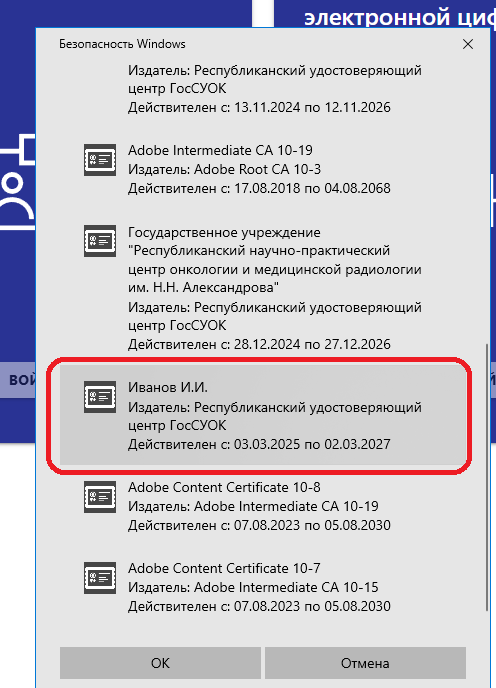 электронной циф
Безопасность Windows
Издатель: Республиканский удостоверяющий
центр ГосСУОК
Действителен с: 13.11.2024 по 12.11.2026
Adobe Intermediate CA 10-19
Издатель: Adobe Root CA 10-3
Действителен с: 17.08.2018 по 04.08.2068
Государственное учреждение
"Республиканский научно-практический
центр онкологии и медицинской радиологии
им. Н.Н. Александрова"
Издатель: Республиканский удостоверяющий
центр ГосСУОК
Действителен с: 28.12.2024 по 27.12.2026
ВОЙ
Иванов И.И.
Издатель: Республиканский удостоверяющий
центр ГосСУОК
Действителен с: 03.03.2025 по 02.03.2027
Adobe Content Certificate 10-8
Издатель: Adobe Intermediate CA 10-19
Действителен с: 07.08.2023 по 05.08.2030
Adobe Content Certificate 10-7
Издатель: Adobe Intermediate CA 10-15
Действителен с: 07.08.2023 по 05.08.2030
ОК
Отмена